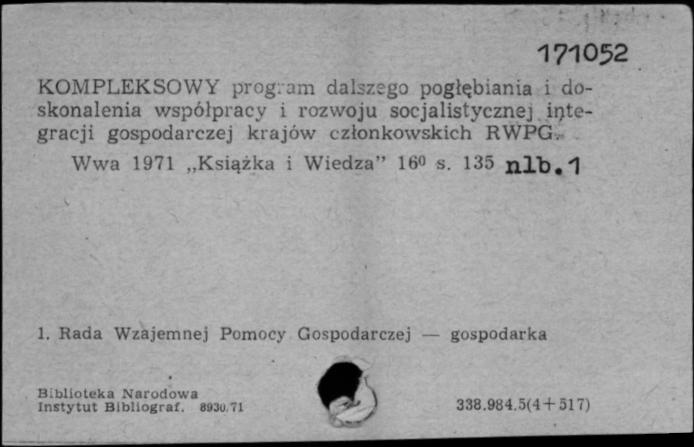 171052
KOMPLEKSOWY program dalszego pogłębiania i do-
skonalenia współpracy i rozwoju socjalistycznej inte-
gracji gospodarczej krajów członkowskich RWPG.
Wwa 1971 „Książka i Wiedza” 16⁰ s. 135 nlb.1
1. Rada Wzajemnej Pomocy Gospodarczej — gospodarka
Biblioteka Narodowa
Instytut Bibliograf. 8930.71
338.984.5(4+517)